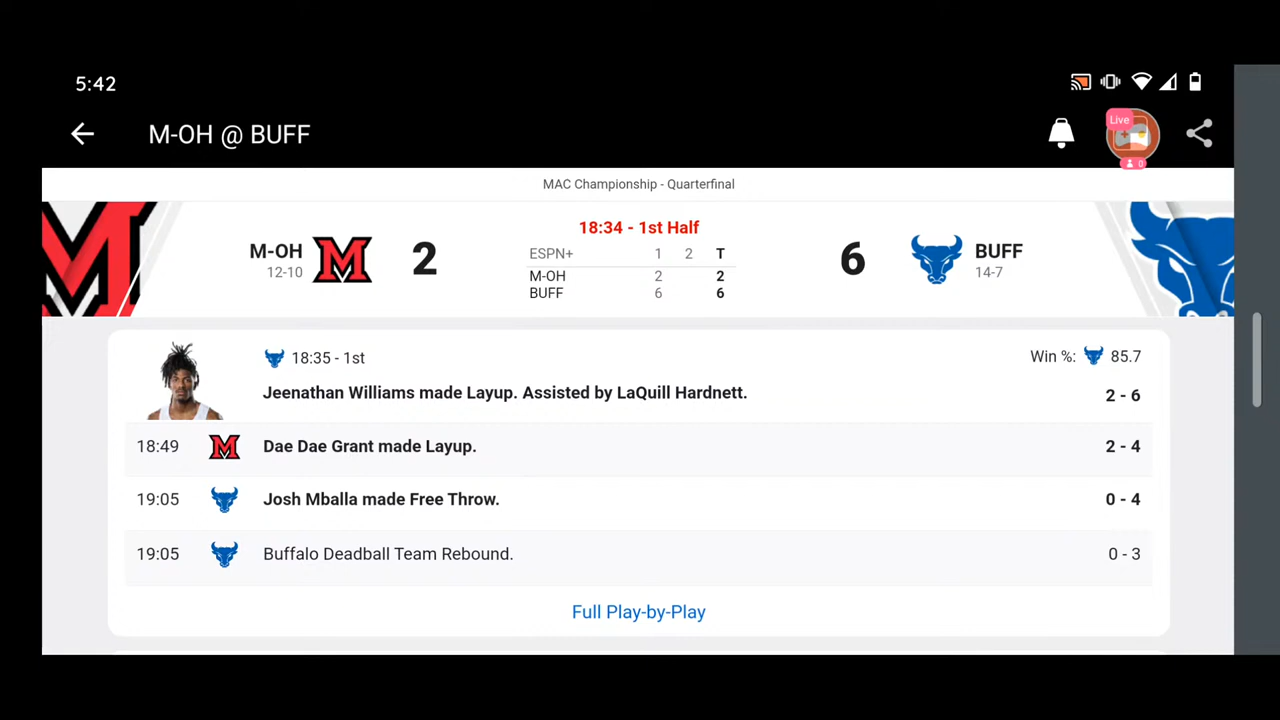 5:42
M-OH @ BUFF
Live
0
MAC Championship - Quarterfinal
M-OH
12-10
2
18:34 - 1st Half
ESPN+ 1 2 T
M-OH 2 2
BUFF 6 6
6
BUFF
14-7
18:35 - 1st
Win %: 85.7
Jeenathan Williams made Layup. Assisted by LaQuill Hardnett. 2 - 6
18:49 Dae Dae Grant made Layup. 2 - 4
19:05 Josh Mballa made Free Throw. 0 - 4
19:05 Buffalo Deadball Team Rebound. 0 - 3
Full Play-by-Play